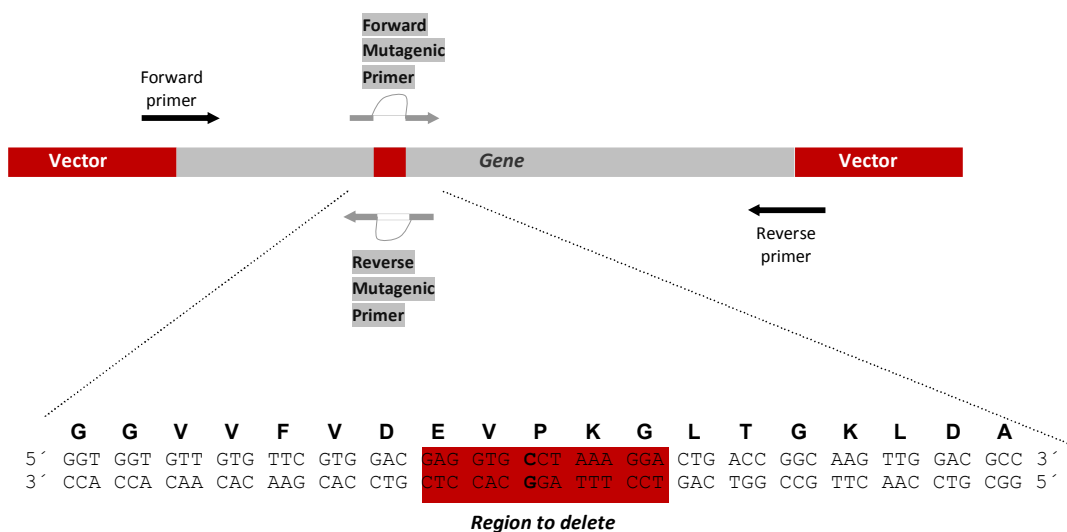 Forward
Mutagenic
Primer
Forward
primer
Vector
Gene
Vector
Reverse
Mutagenic
Primer
Reverse
primer
G G V V F V D E V P K G L T G K L D A
5´ GGT GGT GTT GTG TTC GTG GAC GAG GTG CCT AAA GGA CTG ACC GGC AAG TTG GAC GCC 3´
3´ CCA CCA CAA CAC AAG CAC CTG CTC CAC GGA TTT CCT GAC TGG CCG TTC AAC CTG CGG 5´
Region to delete